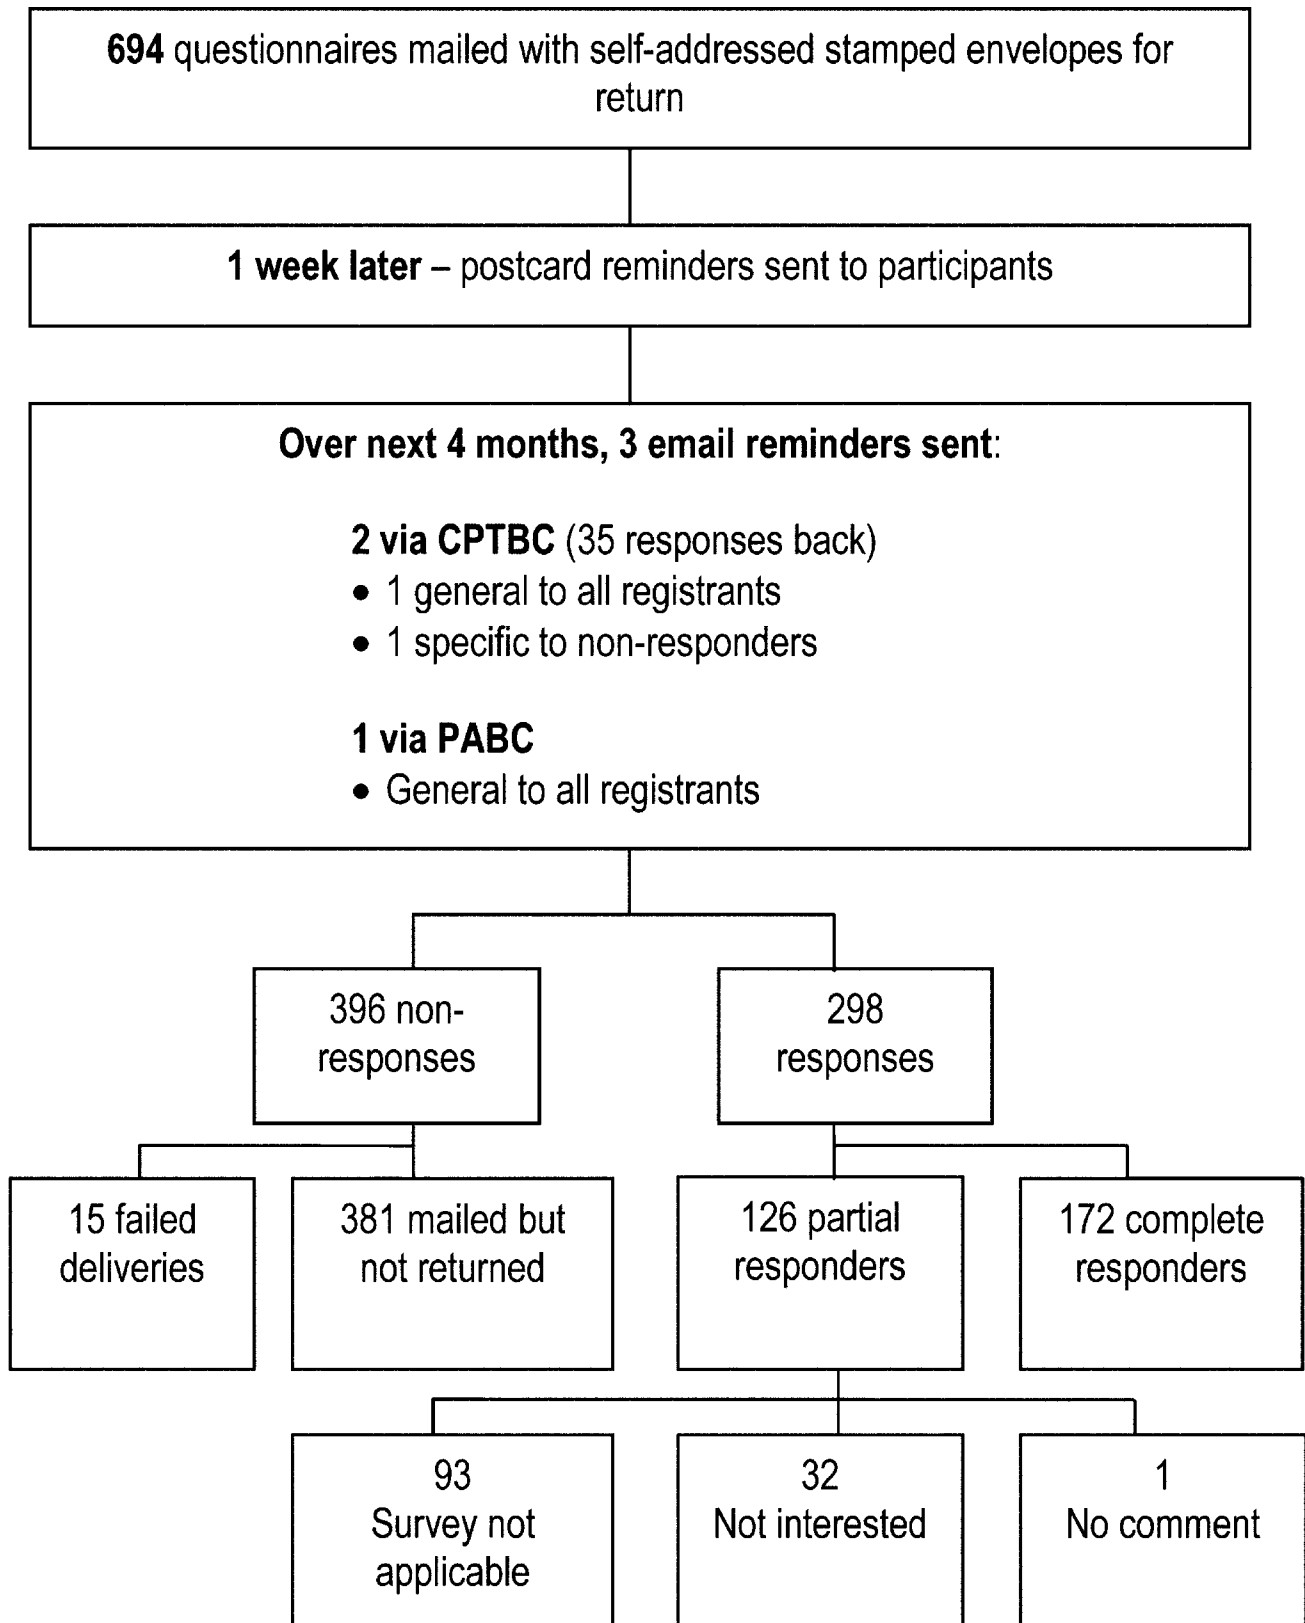 694 questionnaires mailed with self-addressed stamped envelopes for
return
1 week later – postcard reminders sent to participants
Over next 4 months, 3 email reminders sent:
2 via CPTBC (35 responses back)
• 1 general to all registrants
• 1 specific to non-responders
1 via PABC
• General to all registrants
396 non-
responses
298
responses
15 failed
deliveries
381 mailed but
not returned
126 partial
responders
172 complete
responders
93
Survey not
applicable
32
Not interested
1
No comment